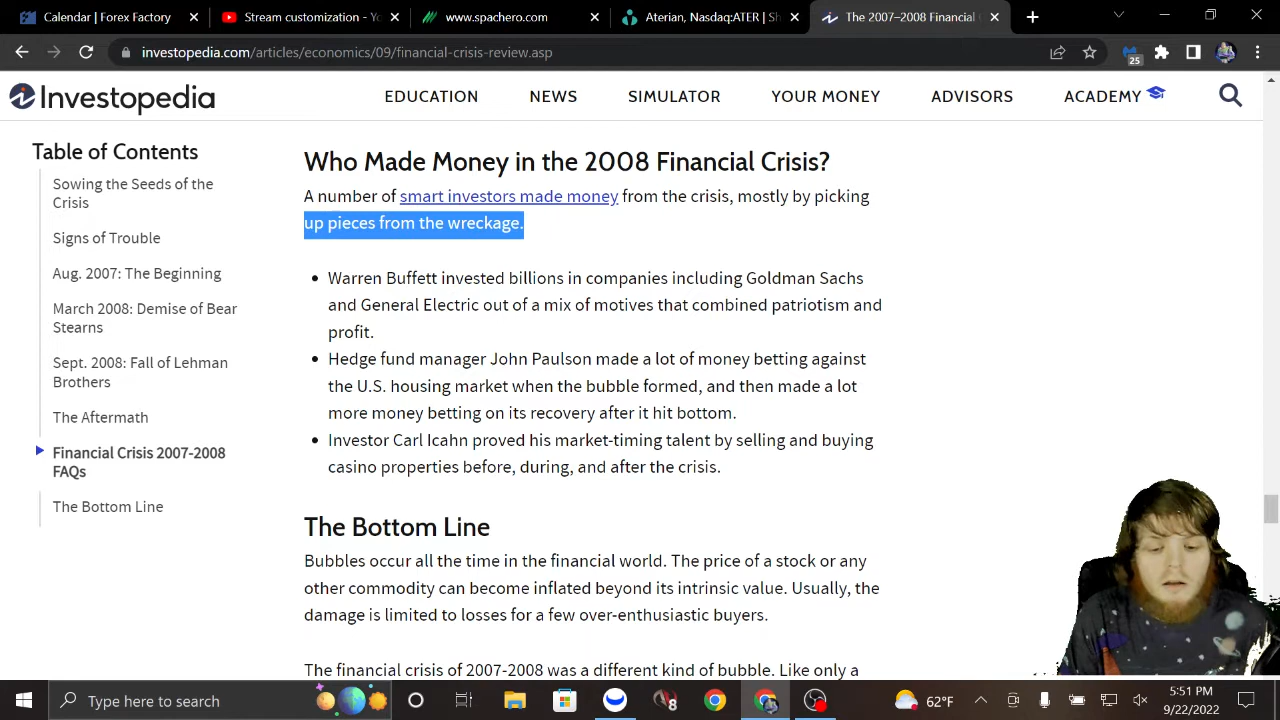 Calendar | Forex Factory
Stream customization - Yo
www.spachero.com
Aterian, Nasdaq:ATER | Sh
The 2007–2008 Financial
investopedia.com/articles/economics/09/financial-crisis-review.asp
25
Investopedia
EDUCATION
NEWS
SIMULATOR
YOUR MONEY
ADVISORS
ACADEMY
Table of Contents
Sowing the Seeds of the
Crisis
Signs of Trouble
Aug. 2007: The Beginning
March 2008: Demise of Bear
Stearns
Sept. 2008: Fall of Lehman
Brothers
The Aftermath
Financial Crisis 2007-2008
FAQs
The Bottom Line
Who Made Money in the 2008 Financial Crisis?
A number of smart investors made money from the crisis, mostly by picking
up pieces from the wreckage.
Warren Buffett invested billions in companies including Goldman Sachs
and General Electric out of a mix of motives that combined patriotism and
profit.
Hedge fund manager John Paulson made a lot of money betting against
the U.S. housing market when the bubble formed, and then made a lot
more money betting on its recovery after it hit bottom.
Investor Carl Icahn proved his market-timing talent by selling and buying
casino properties before, during, and after the crisis.
The Bottom Line
Bubbles occur all the time in the financial world. The price of a stock or any
other commodity can become inflated beyond its intrinsic value. Usually, the
damage is limited to losses for a few over-enthusiastic buyers.
The financial crisis of 2007-2008 was a different kind of bubble. Like only a
Type here to search
8
62°F
5:51 PM
9/22/2022